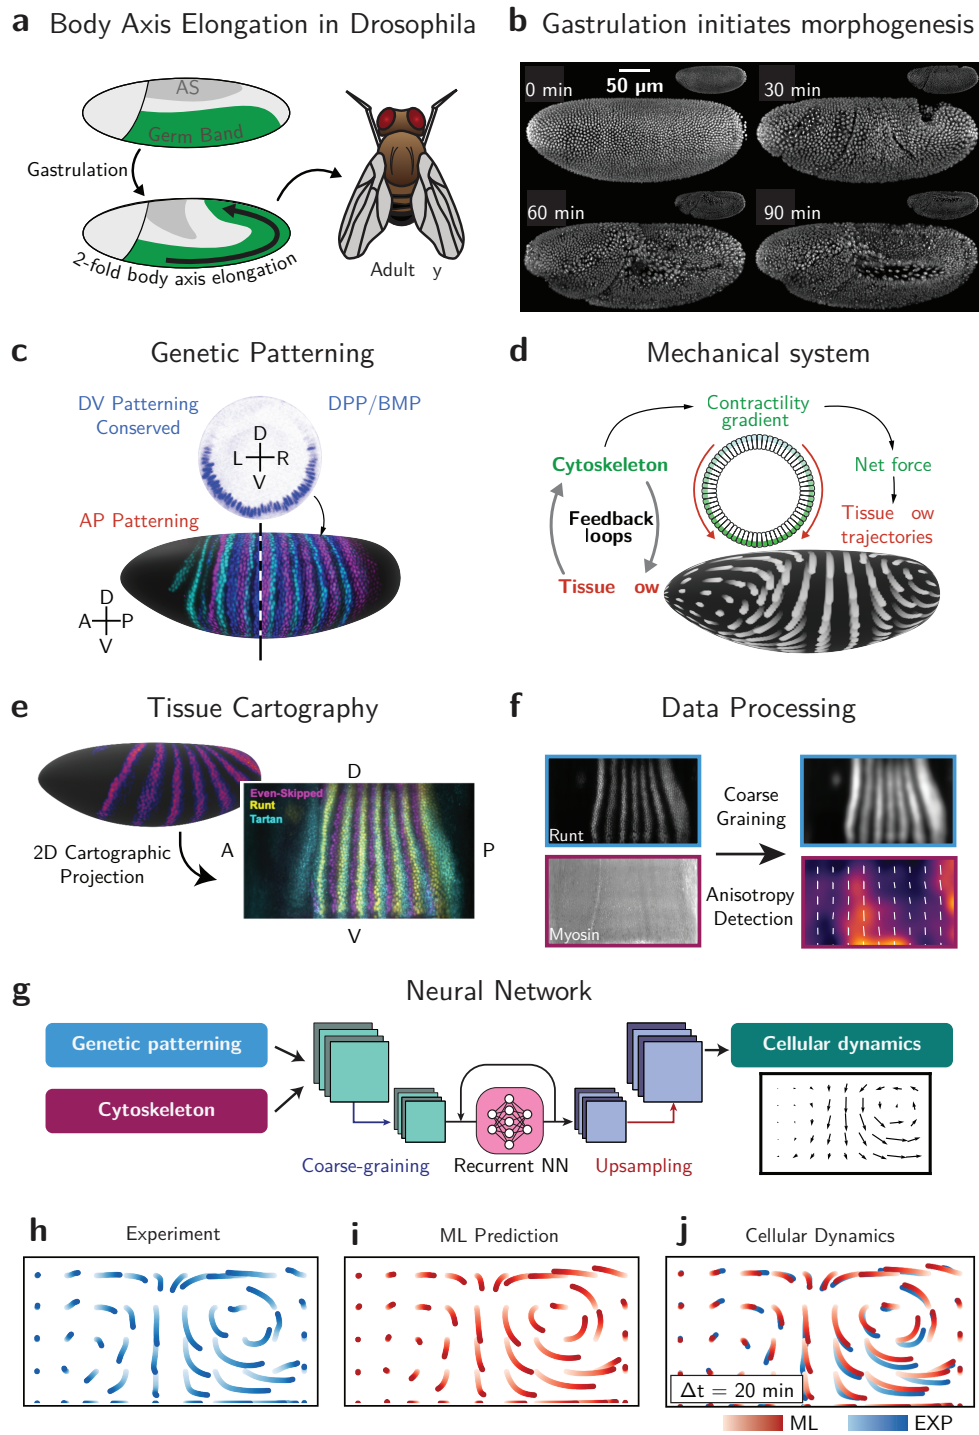 a Body Axis Elongation in Drosophila
AS
Germ Band
Gastrulation
2-fold body axis elongation
Adult y
b Gastrulation initiates morphogenesis
0 min
50 μm
30 min
60 min
90 min
c Genetic Patterning
DV Patterning
Conserved
DPP/BMP
D
L R
V
AP Patterning
D
A P
V
d Mechanical system
Contractility
gradient
Cytoskeleton
Net force
Feedback
loops
Tissue ow
trajectories
Tissue ow
e Tissue Cartography
D
Even-Skipped
Runt
Tartan
2D Cartographic
Projection
A
P
V
f Data Processing
Runt
Coarse
Graining
Myosin
Anisotropy
Detection
g Neural Network
Genetic patterning
Cytoskeleton
Coarse-graining
Recurrent NN
Upsampling
Cellular dynamics
h Experiment
i ML Prediction
j Cellular Dynamics
Δt = 20 min
ML EXP